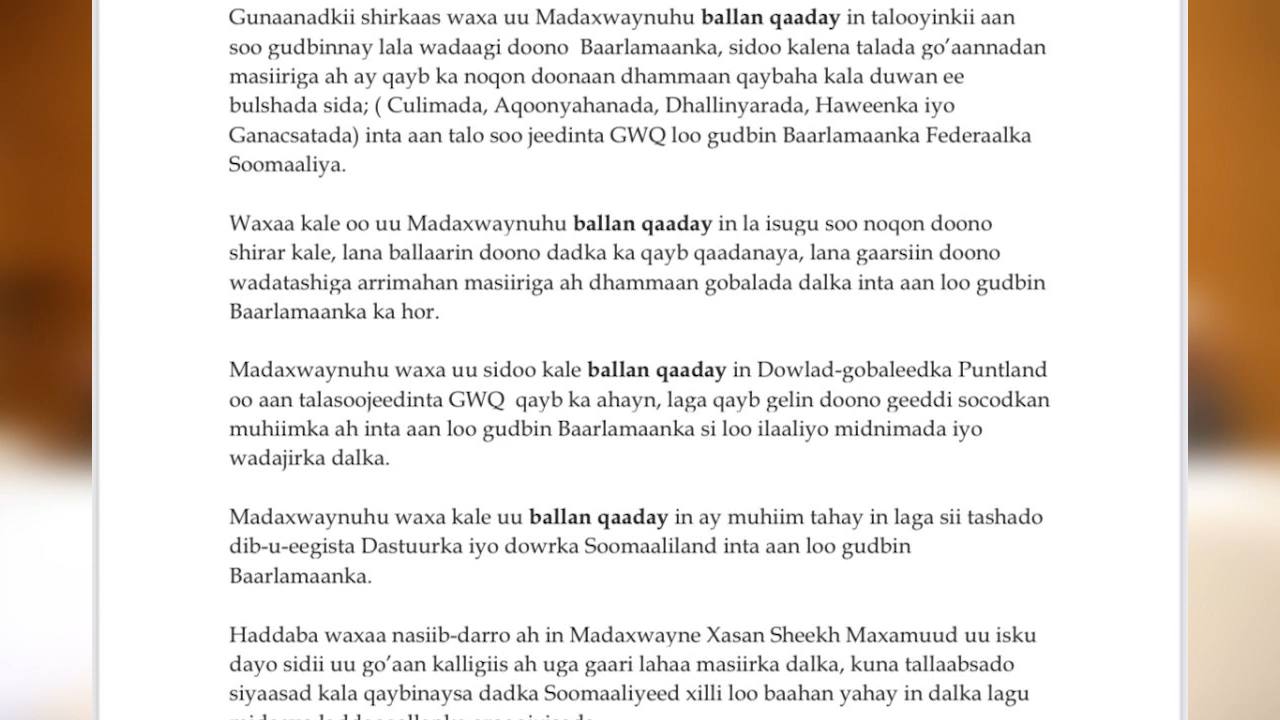 Gunaanadkii shirkaas waxa uu Madaxwaynuhu ballan qaaday in talooyinkii aan
soo gudbinnay lala wadaagi doono Baarlamaanka, sidoo kalena talada go’aannadan
masiiriga ah ay qayb ka noqon doonaan dhammaan qaybaha kala duwan ee
bulshada sida; ( Culimada, Aqoonyahanada, Dhallinyarada, Haweenka iyo
Ganacsatada) inta aan talo soo jeedinta GWQ loo gudbin Baarlamaanka Federaalka
Soomaaliya.
Waxaa kale oo uu Madaxwaynuhu ballan qaaday in la isugu soo noqon doono
shirar kale, lana ballaarin doono dadka ka qayb qaadanaya, lana gaarsiin doono
wadatashiga arrimahan masiiriga ah dhammaan gobalada dalka inta aan loo gudbin
Baarlamaanka ka hor.
Madaxwaynuhu waxa uu sidoo kale ballan qaaday in Dowlad-gobaleedka Puntland
oo aan talasoojeedinta GWQ qayb ka ahayn, laga qayb gelin doono geeddi socodkan
muhiimka ah inta aan loo gudbin Baarlamaanka si loo ilaaliyo midnimada iyo
wadajirka dalka.
Madaxwaynuhu waxa kale uu ballan qaaday in ay muhiim tahay in laga sii tashado
dib-u-eegista Dastuurka iyo dowrka Soomaaliland inta aan loo gudbin
Baarlamaanka.
Haddaba waxaa nasiib-darro ah in Madaxwayne Xasan Sheekh Maxamuud uu isku
dayo sidii uu go’aan kalligiis ah uga gaari lahaa masiirka dalka, kuna tallaabsado
siyaasad kala qaybinaysa dadka Soomaaliyeed xilli loo baahan yahay in dalka lagu